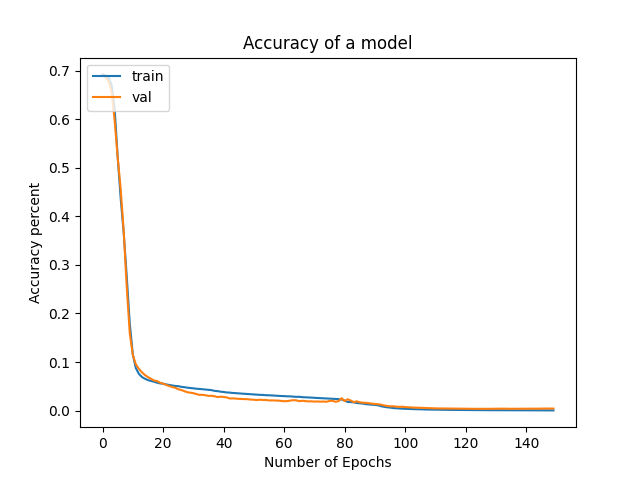 Accuracy of a model
train
val
Accuracy percent
0.7
0.6
0.5
0.4
0.3
0.2
0.1
0.0
0 20 40 60 80 100 120 140
Number of Epochs